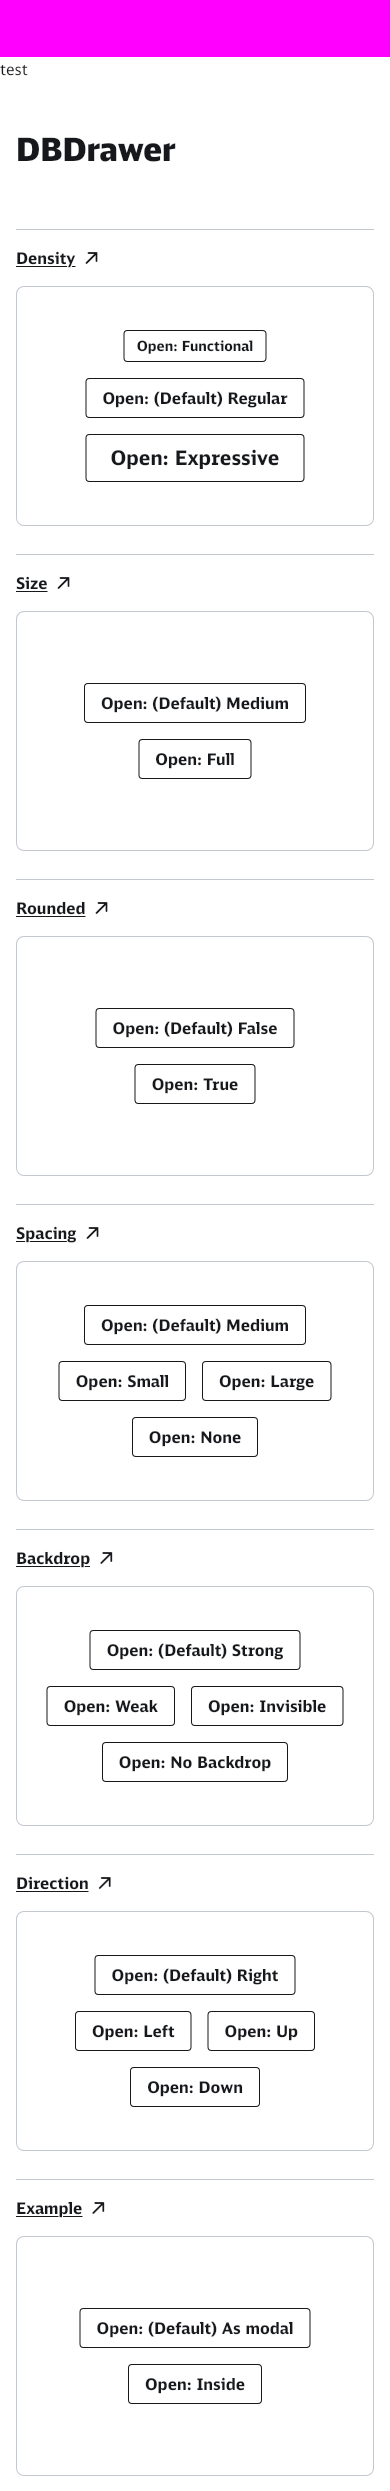 test
DBDrawer
Density
Open: Functional
Open: (Default) Regular
Open: Expressive
Size
Open: (Default) Medium
Open: Full
Rounded
Open: (Default) False
Open: True
Spacing
Open: (Default) Medium
Open: Small Open: Large
Open: None
Backdrop
Open: (Default) Strong
Open: Weak Open: Invisible
Open: No Backdrop
Direction
Open: (Default) Right
Open: Left Open: Up
Open: Down
Example
Open: (Default) As modal
Open: Inside